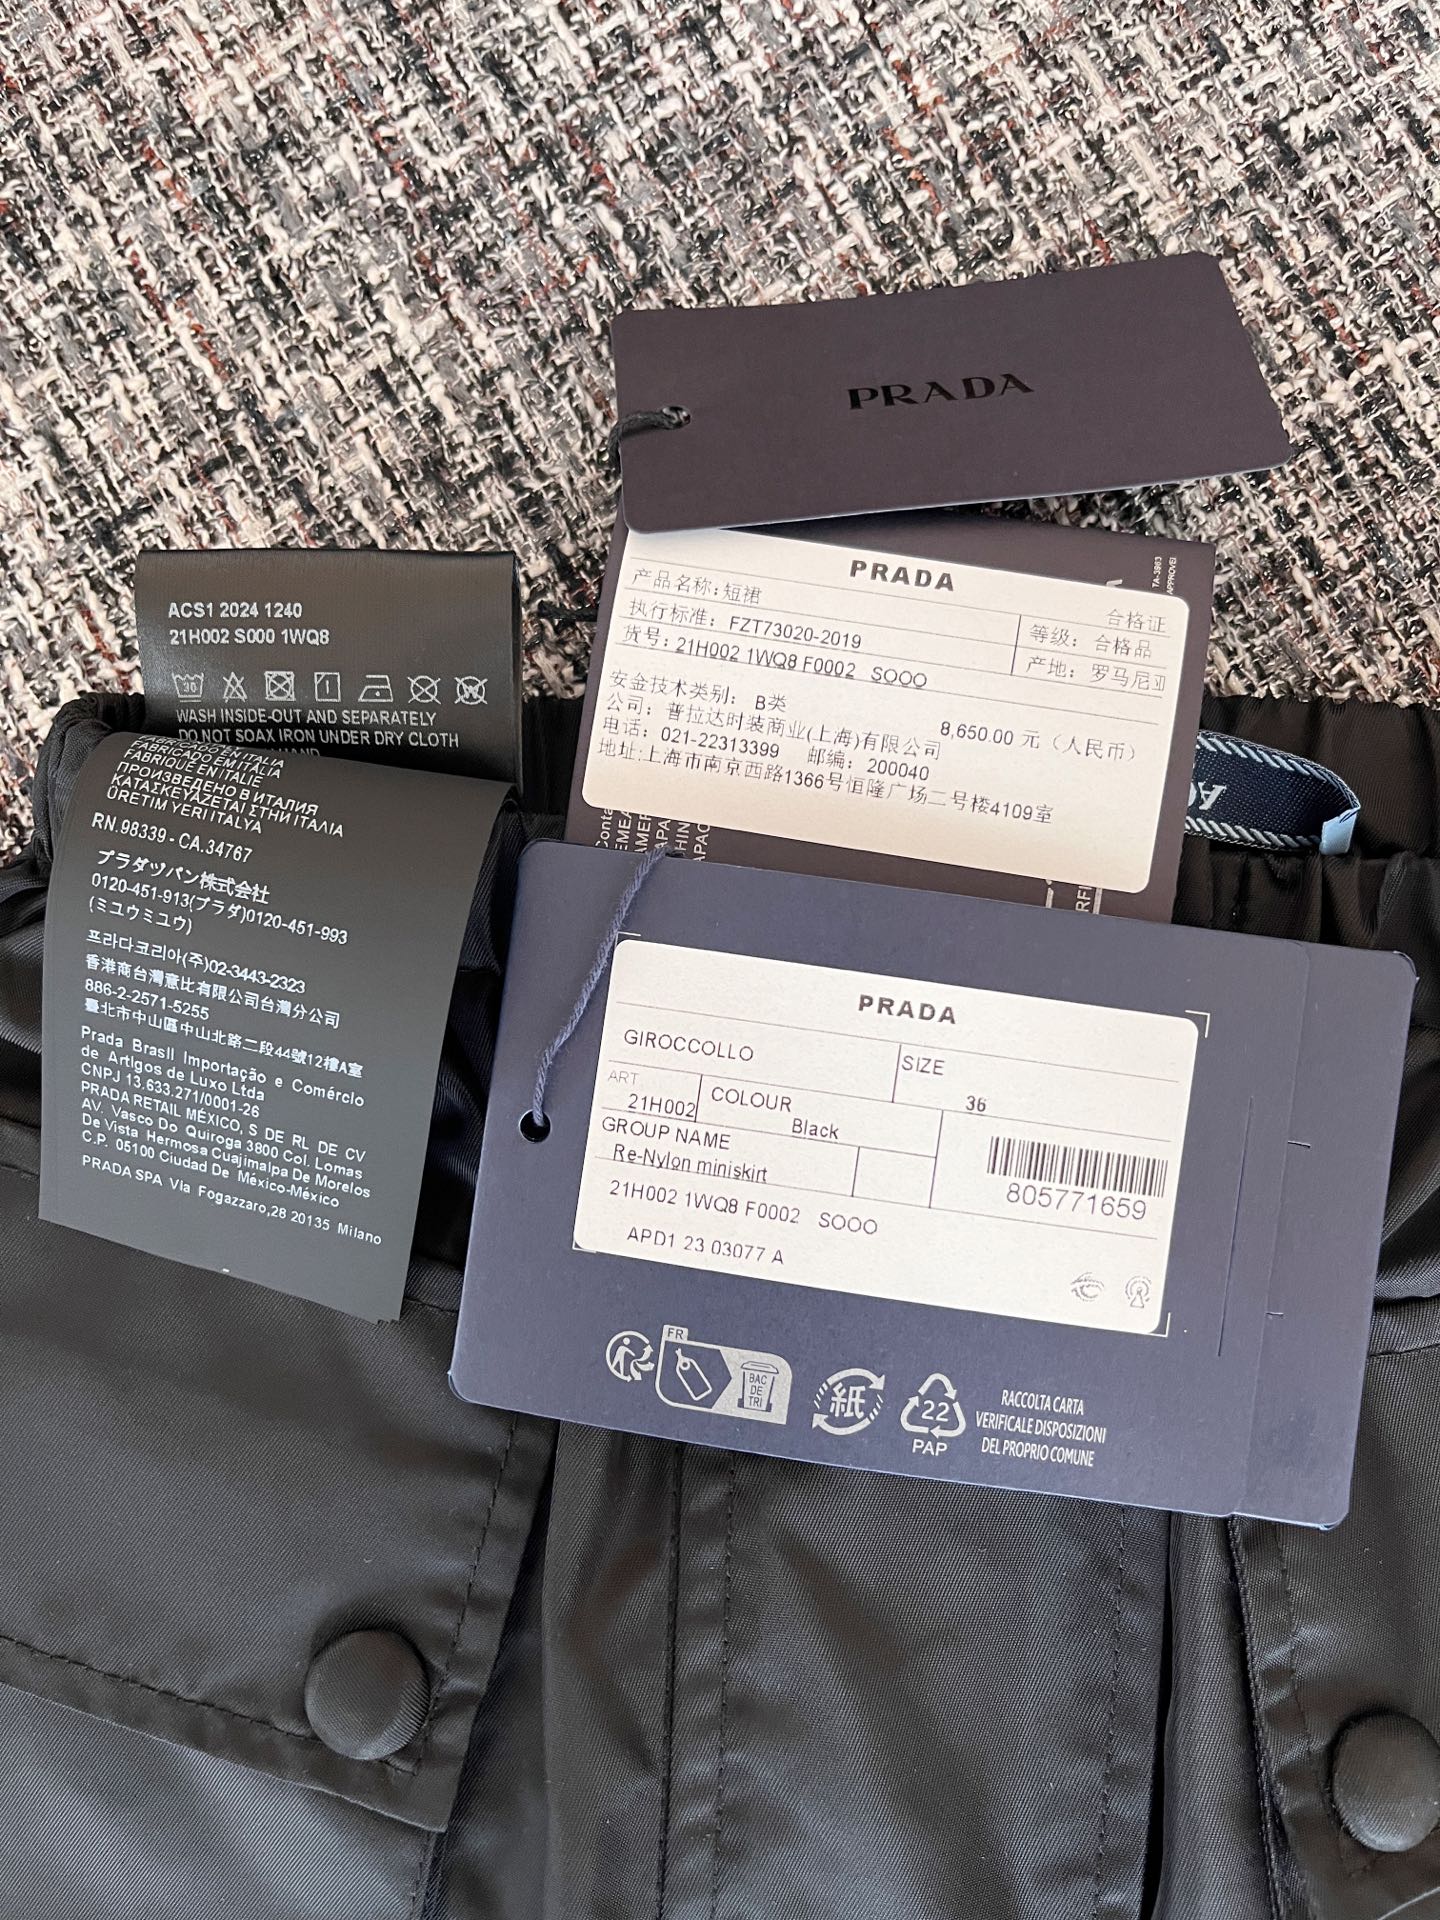 PRADA
TA-3963
APPROVE
PRADA
产品名称: 短裙
合格证
执行标准: FZT73020-2019
等级: 合格品
货号: 21H002 1WQ8 F0002 SOOO
产地: 罗马尼亚
安金技术类别: B类
8,650.00 元 (人民币)
公司: 普拉达时装商业(上海)有限公司
电话: 021-22313399 邮编: 200040
地址:上海市南京西路1366号恒隆广场二号楼4109室
ACS1 2024 1240
21H002 S000 1WQ8
30
WASH INSIDE-OUT AND SEPARATELY
DO NOT SOAX IRON UNDER DRY CLOTH
FABRICADO EM ITALIA
FABRIQUE EN ITALIE
ПРОИЗВЕДЕНО В ИТАЛИЯ
ΚΑΤΑΣΚΕΥΑΖΕΤΑΙ ΣΤΗΝ ΙΤΑΛΙΑ
ÜRETIM YERI ITALYA
RN.98339 - CA.34767
プラダツパン株式会社
0120-451-913(プラダ)0120-451-993
(ミユウミユウ)
프라다코리아(주)02-3443-2323
香港商台灣意比有限公司台灣分公司
886-2-2571-5255
臺北市中山區中山北路二段44號12樓A室
Prada Brasil Importação e Comércio
de Artlgos de Luxo Ltda
CNPJ 13.633.271/0001-26
PRADA RETAIL MÉXICO, S DE RL DE CV
AV. Vasco Do Quiroga 3800 Col. Lomas
De Vista Hermosa Cuajimalpa De Morelos
C.P. 05100 Ciudad De México-México
PRADA SPA Vla Fogazzaro,28 20135 Milano
PRADA
GIROCCOLLO
SIZE
36
ART
21H002
COLOUR
Black
GROUP NAME
Re-Nylon miniskirt
805771659
21H002 1WQ8 F0002 SOOO
APD1 23 03077 A
FR
BAC
DE
TRI
紙
22
PAP
RACCOLTA CARTA
VERIFICALE DISPOSIZIONI
DEL PROPRIO COMUNE